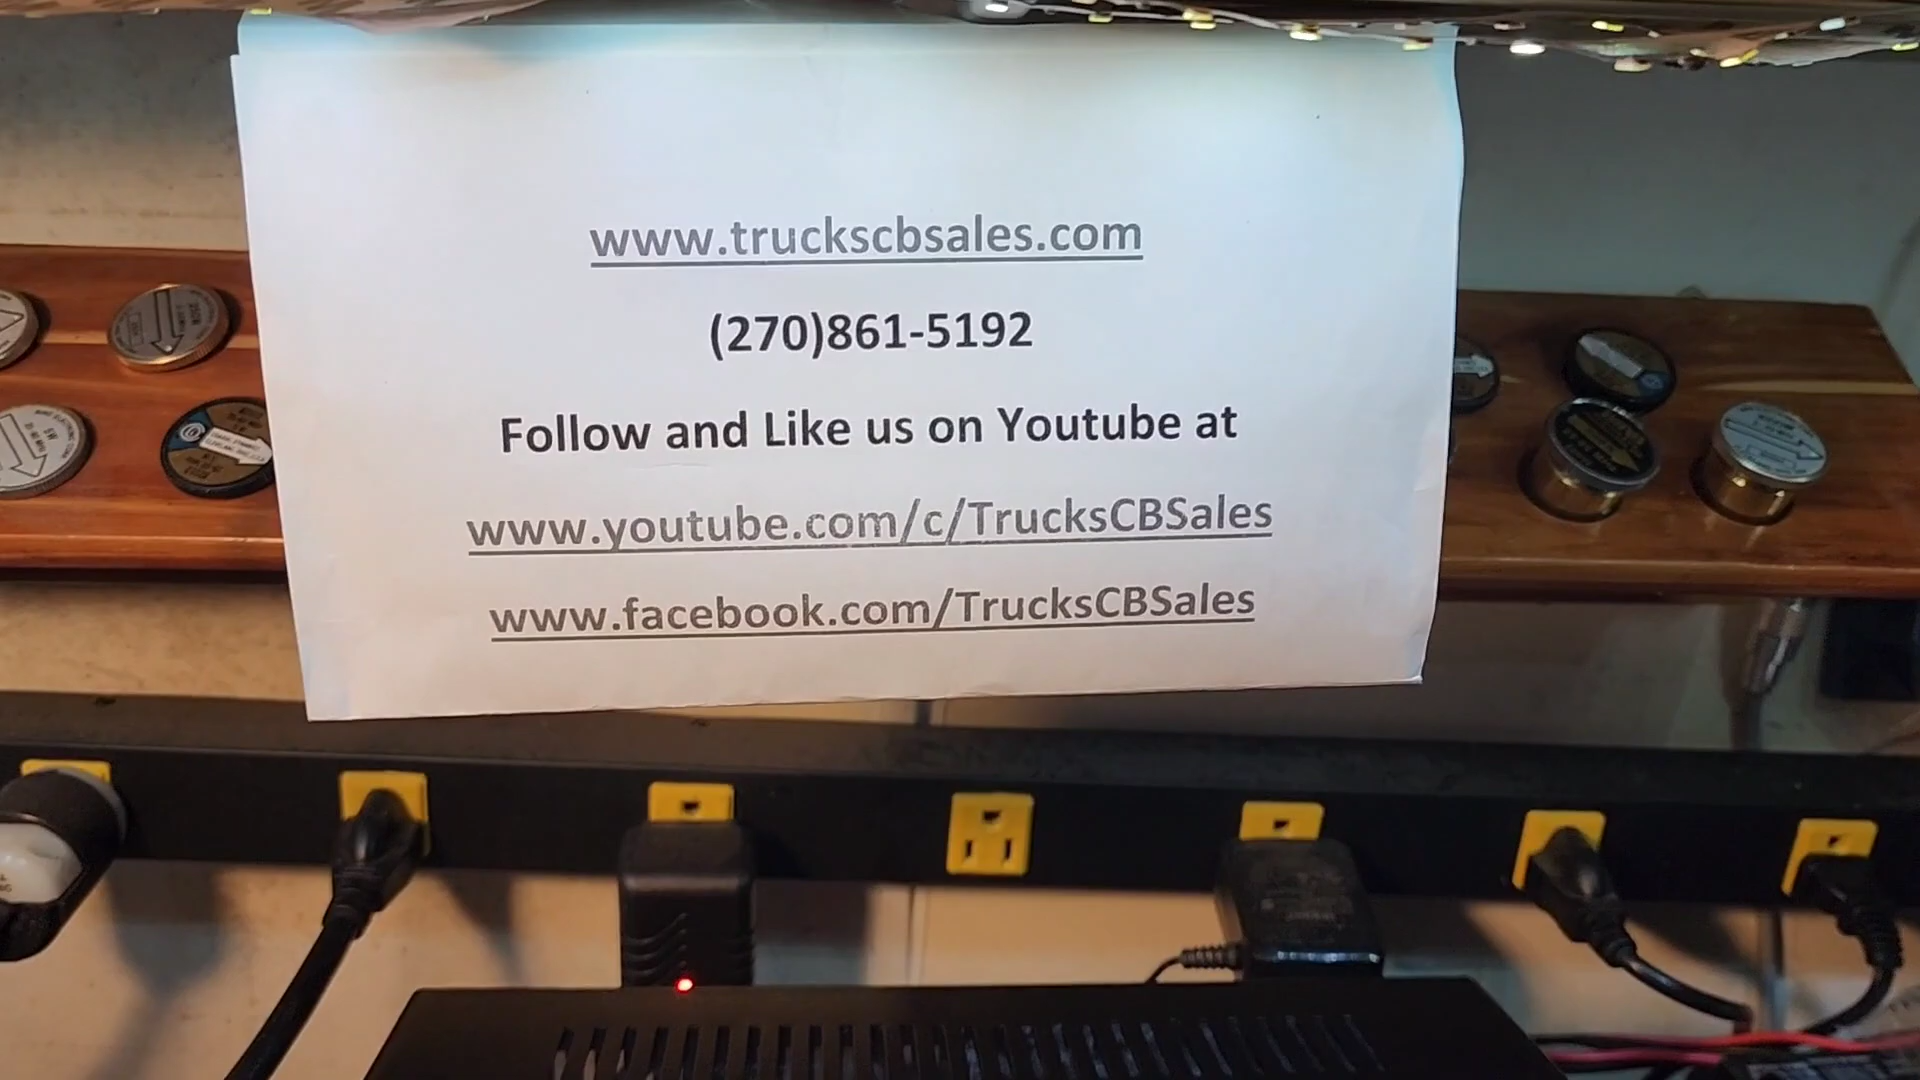 www.truckscbsales.com
(270)861-5192
Follow and Like us on Youtube at
www.youtube.com/c/TrucksCBSales
www.facebook.com/TrucksCBSales